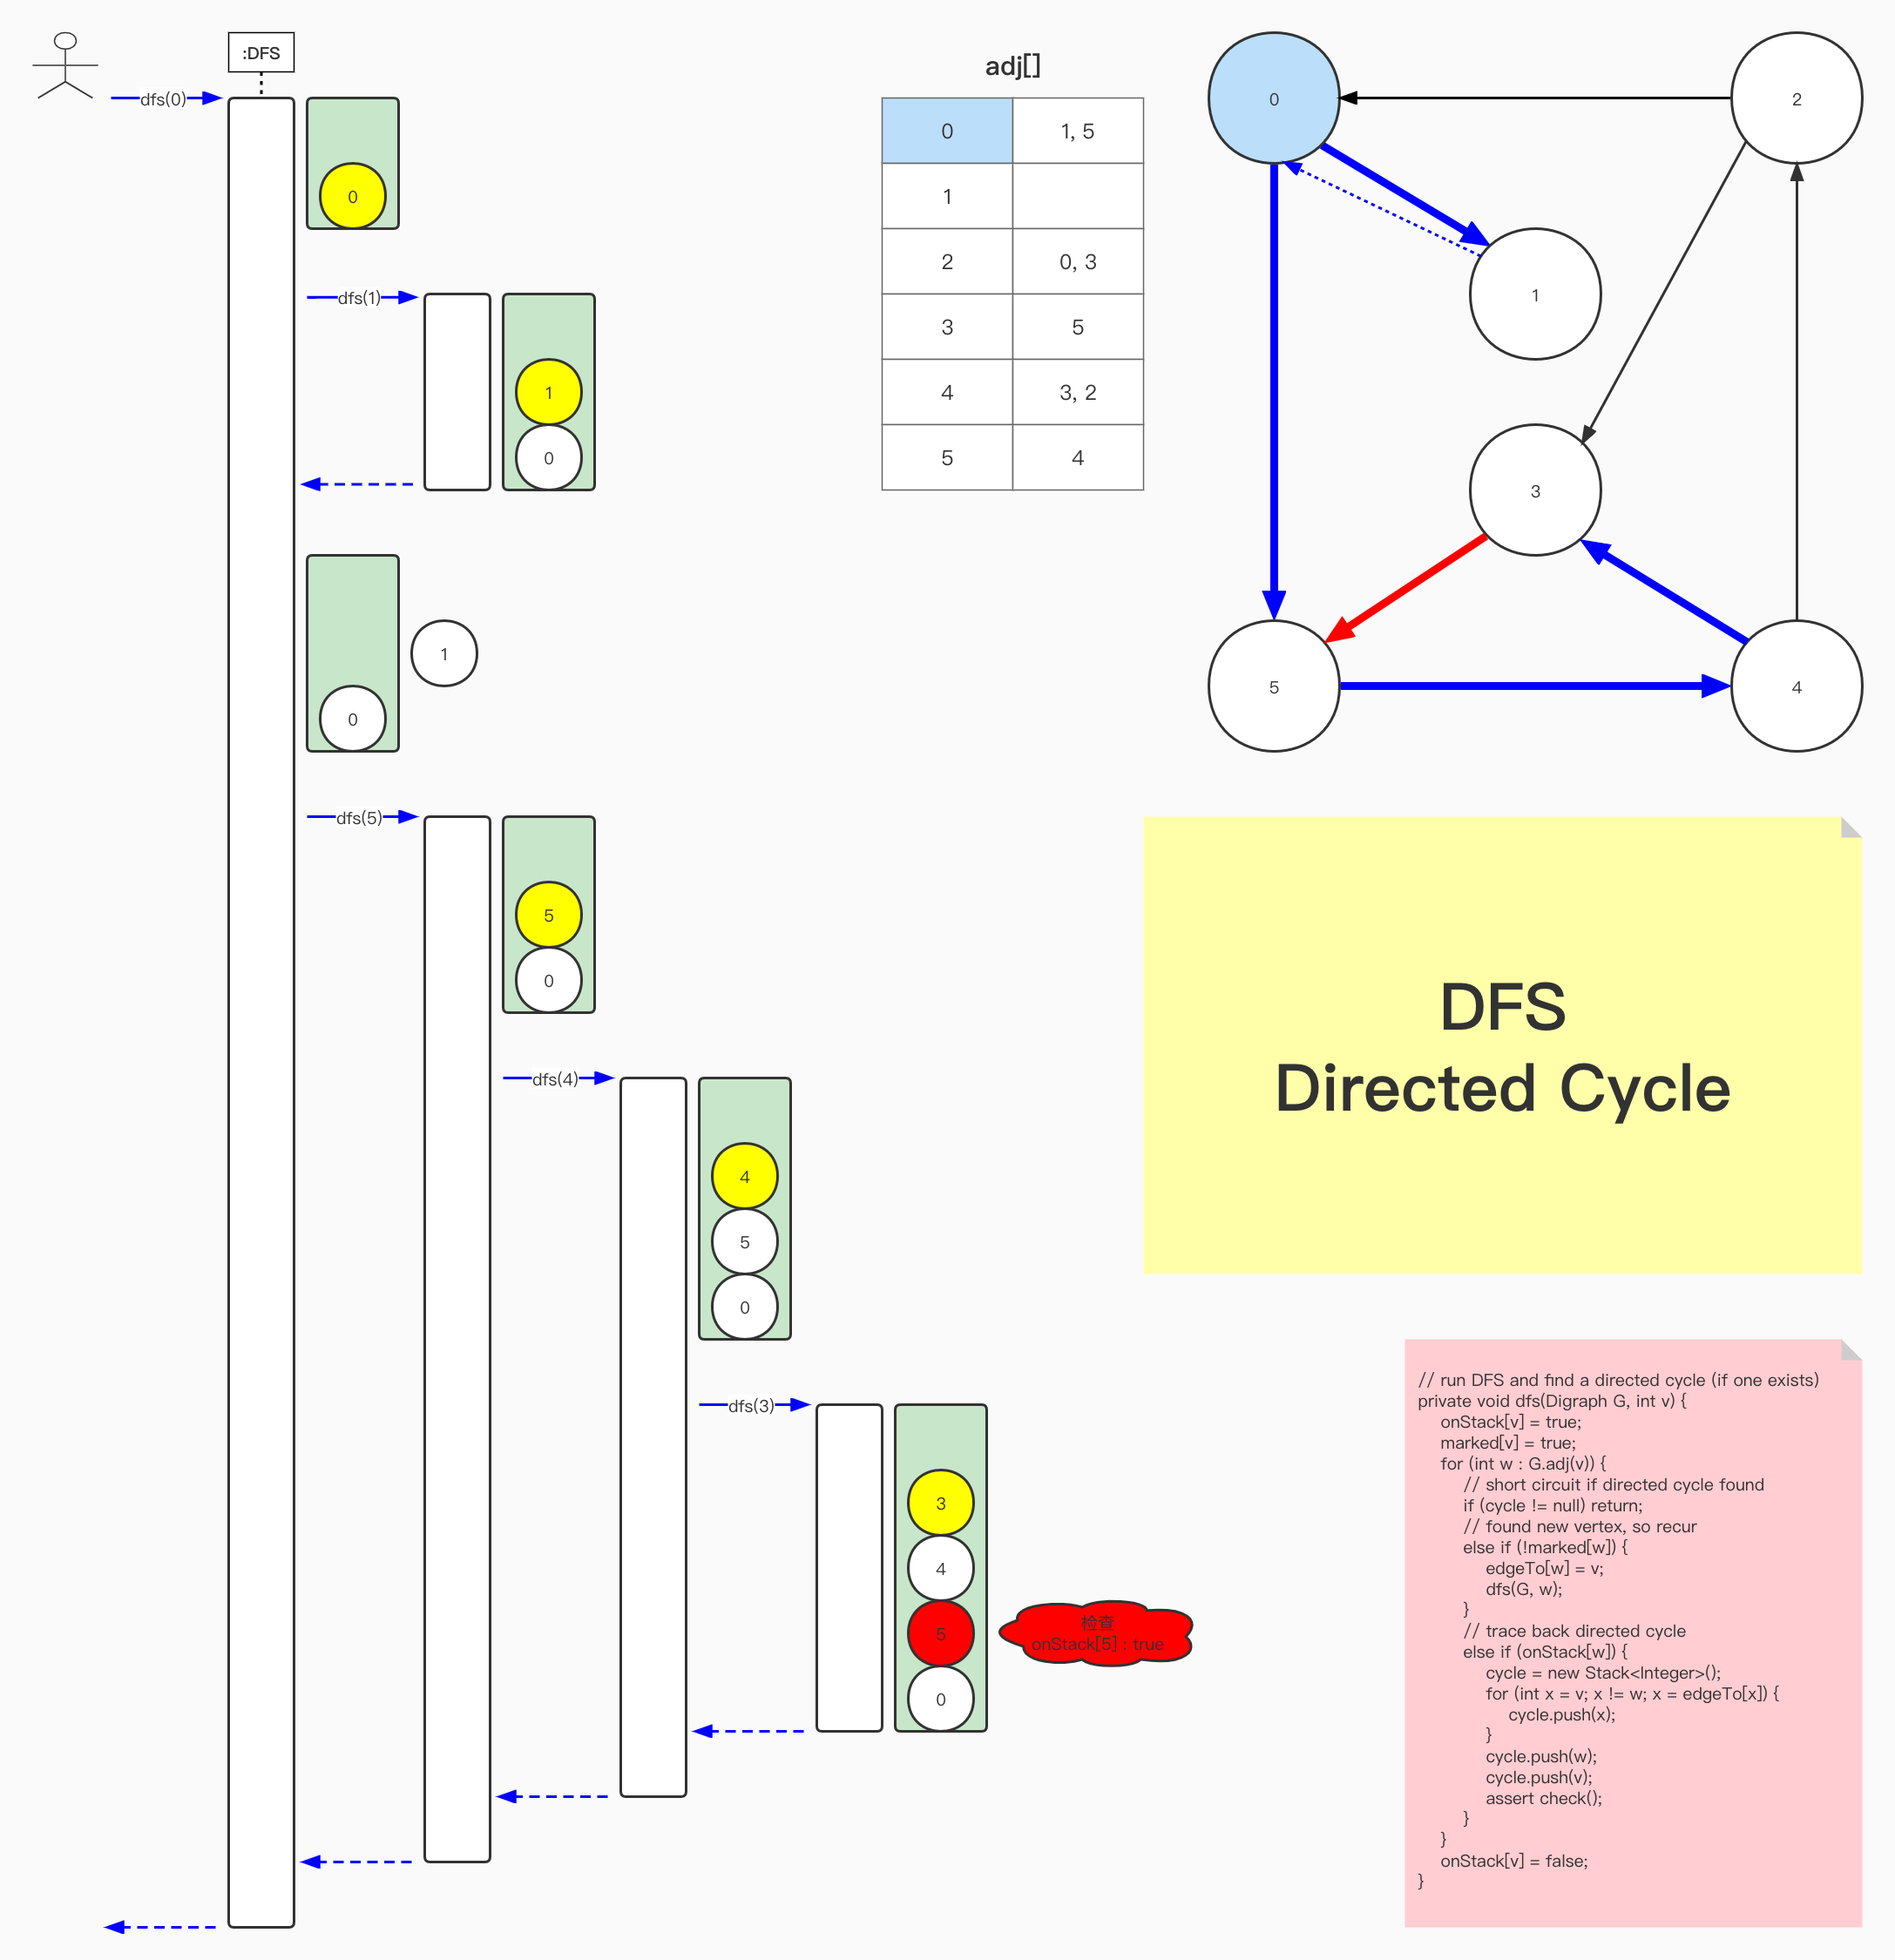 :DFS
dfs(0)
0
dfs(1)
1
0
1
0
dfs(5)
5
0
dfs(4)
4
5
0
dfs(3)
3
4
5
0
检查
onStack[5] : true
adj[]
0 1, 5
1
2 0, 3
3 5
4 3, 2
5 4
0
2
1
3
5
4
DFS
Directed Cycle
// run DFS and find a directed cycle (if one exists)
private void dfs(Digraph G, int v) {
    onStack[v] = true;
    marked[v] = true;
    for (int w : G.adj(v)) {
        // short circuit if directed cycle found
        if (cycle != null) return;
        // found new vertex, so recur
        else if (!marked[w]) {
            edgeTo[w] = v;
            dfs(G, w);
        }
        // trace back directed cycle
        else if (onStack[w]) {
            cycle = new Stack<Integer>();
            for (int x = v; x != w; x = edgeTo[x]) {
                cycle.push(x);
            }
            cycle.push(w);
            cycle.push(v);
            assert check();
        }
    }
    onStack[v] = false;
}